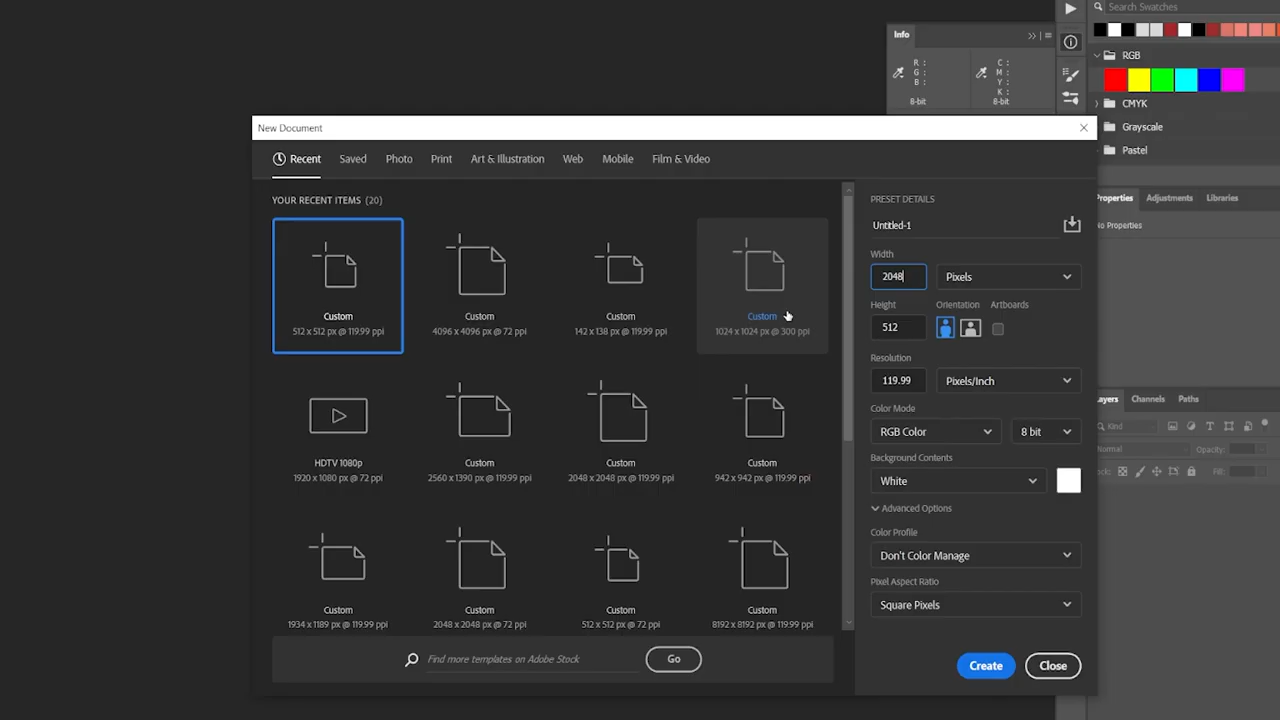 Search Swatches
Info
R :
G :
B :
8-bit
C :
M :
Y :
K :
8-bit
RGB
CMYK
Grayscale
Pastel
New Document
Recent
Saved
Photo
Print
Art & Illustration
Web
Mobile
Film & Video
YOUR RECENT ITEMS (20)
Custom
512 x 512 px @ 119.99 ppi
Custom
4096 x 4096 px @ 72 ppi
Custom
142 x 138 px @ 119.99 ppi
Custom
1024 x 1024 px @ 300 ppi
HDTV 1080p
1920 x 1080 px @ 72 ppi
Custom
2560 x 1390 px @ 119.99 ppi
Custom
2048 x 2048 px @ 119.99 ppi
Custom
942 x 942 px @ 119.99 ppi
Custom
1934 x 1189 px @ 119.99 ppi
Custom
2048 x 2048 px @ 72 ppi
Custom
512 x 512 px @ 72 ppi
Custom
8192 x 8192 px @ 119.99 ppi
Find more templates on Adobe Stock
Go
PRESET DETAILS
Untitled-1
Width
2048
Pixels
Height
Orientation
Artboards
512
Resolution
119.99
Pixels/Inch
Color Mode
RGB Color
8 bit
Background Contents
White
Advanced Options
Color Profile
Don't Color Manage
Pixel Aspect Ratio
Square Pixels
Create
Close
Properties
Adjustments
Libraries
No Properties
ayers
Channels
Paths
Kind
Normal
Opacity:
ock:
Fill: